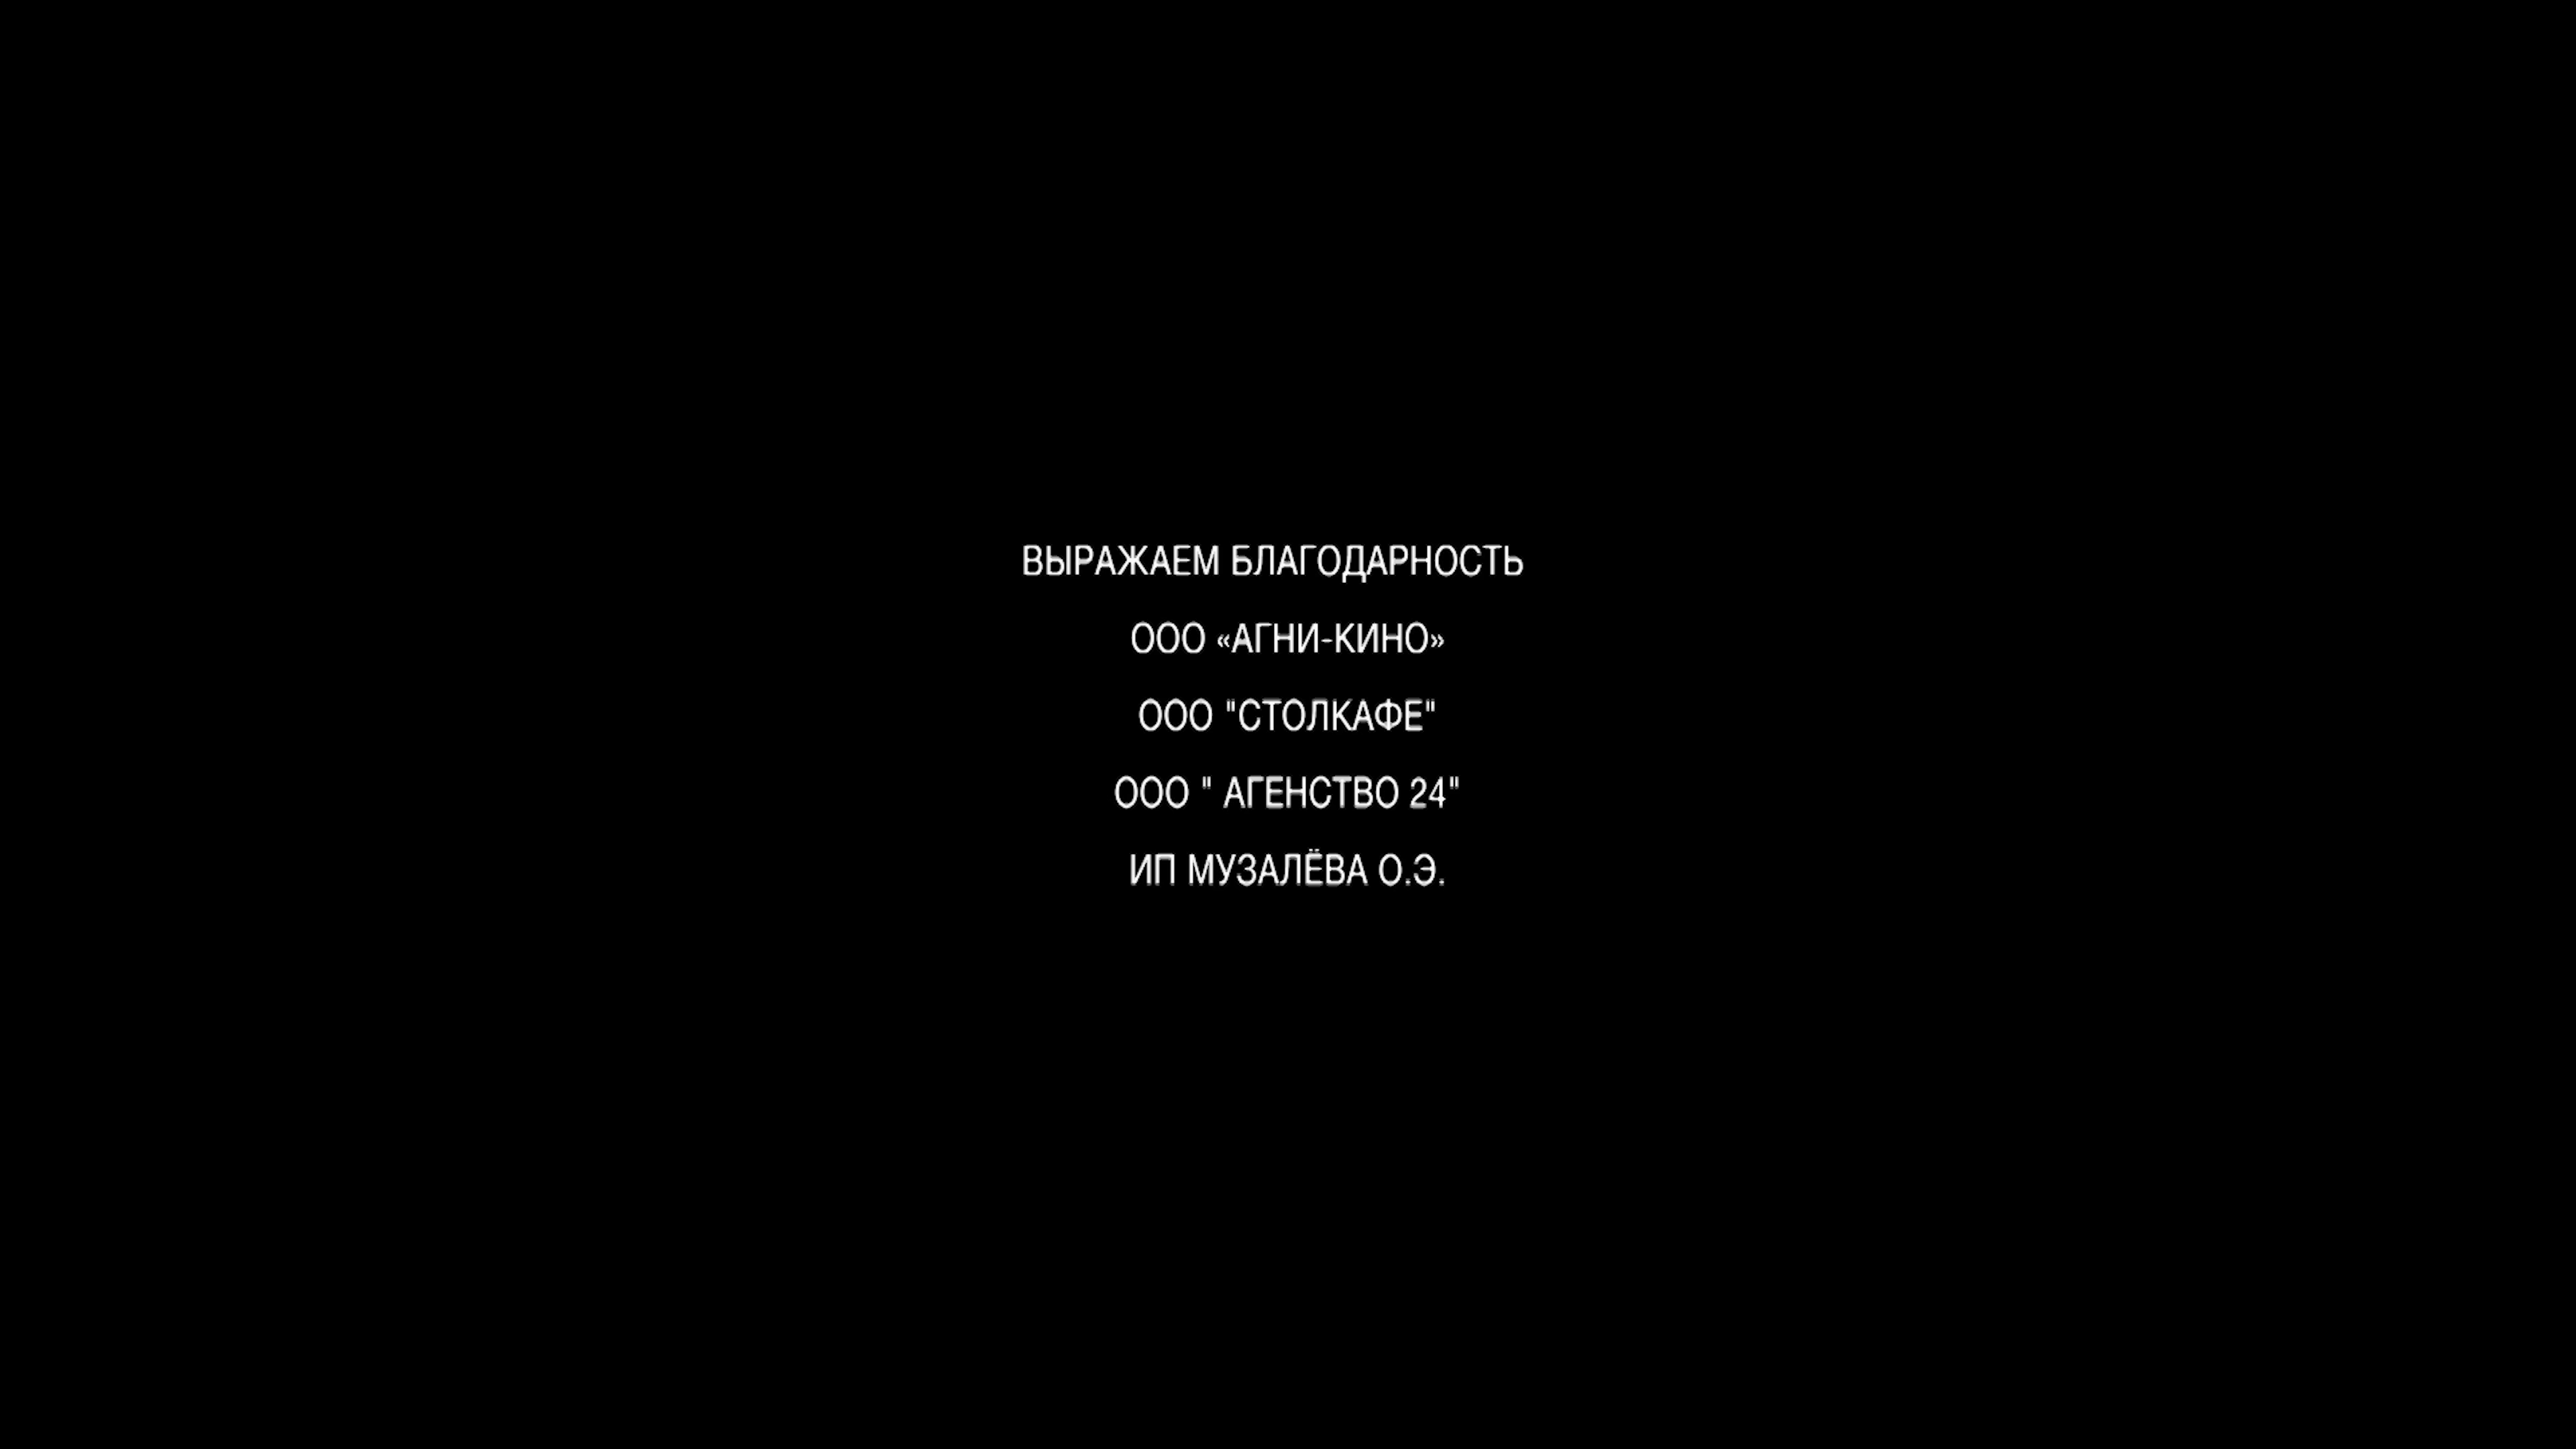 ВЫРАЖАЕМ БЛАГОДАРНОСТЬ
ООО «АГНИ-КИНО»
ООО "СТОЛКАФЕ"
ООО " АГЕНСТВО 24"
ИП МУЗАЛЁВА О.Э.